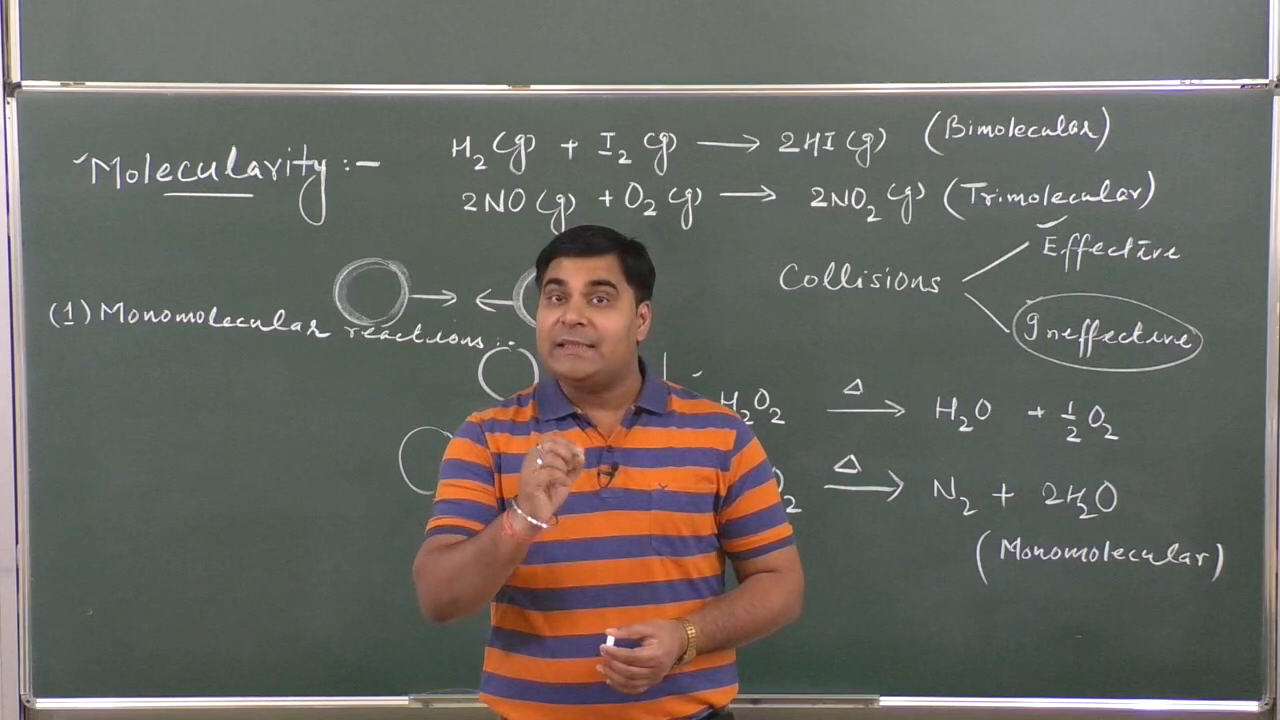 Molecularity :-
H₂(g) + I₂(g) ⟶ 2HI(g) (Bimolecular)
2NO(g) + O₂(g) ⟶ 2NO₂(g) (Trimolecular)
Collisions
Effective
Ineffective
(1) Monomolecular reactions :-
H₂O₂ —Δ→ H₂O + 1/2 O₂
O₂ —Δ→ N₂ + 2H₂O
(Monomolecular)